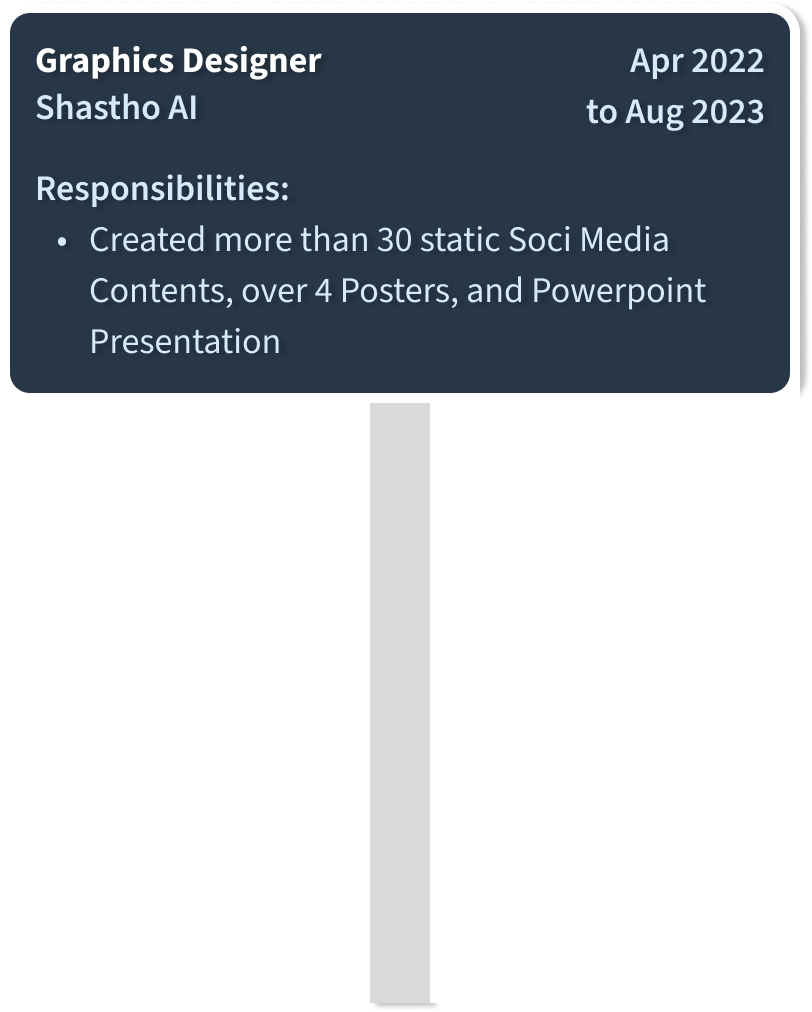 Graphics Designer
Apr 2022
Shastho AI
to Aug 2023
Responsibilities:
• Created more than 30 static Soci Media
Contents, over 4 Posters, and Powerpoint
Presentation